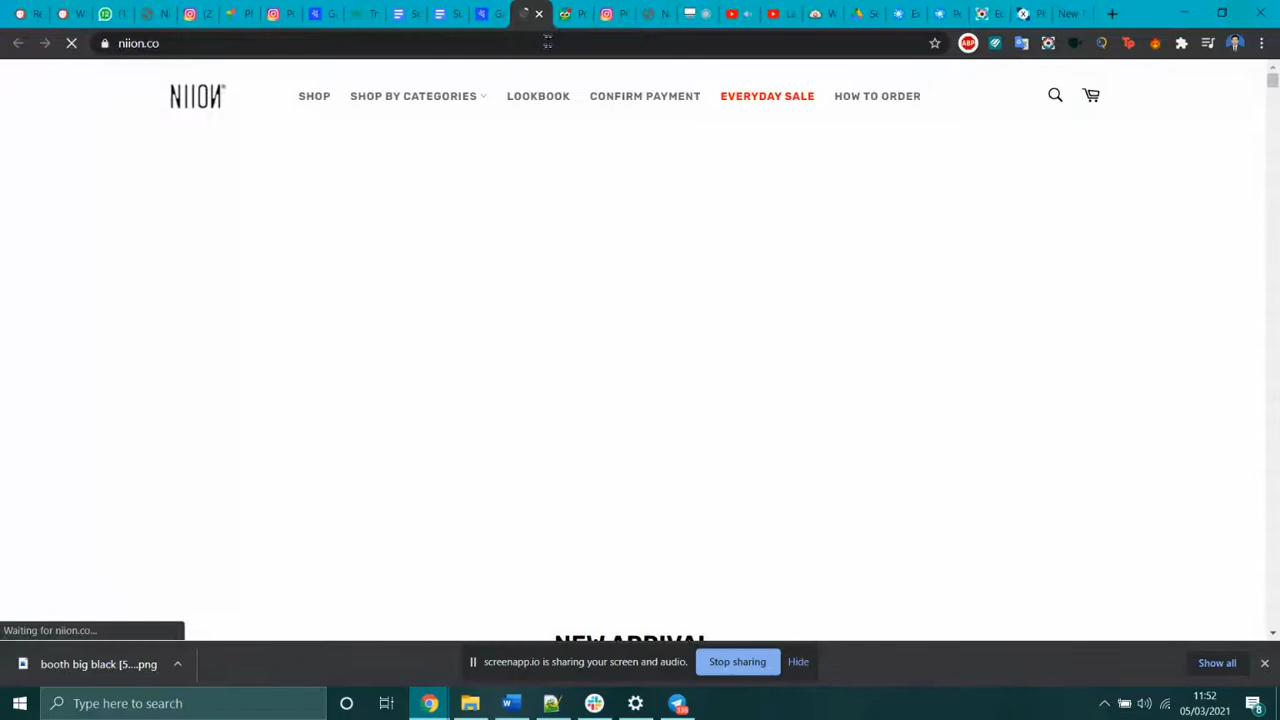 niion.co
NIION®
SHOP
SHOP BY CATEGORIES
LOOKBOOK
CONFIRM PAYMENT
EVERYDAY SALE
HOW TO ORDER
NEW ARRIVAL
Waiting for niion.co...
booth big black [5....png
screenapp.io is sharing your screen and audio.
Stop sharing
Hide
Show all
Type here to search
11:52
05/03/2021